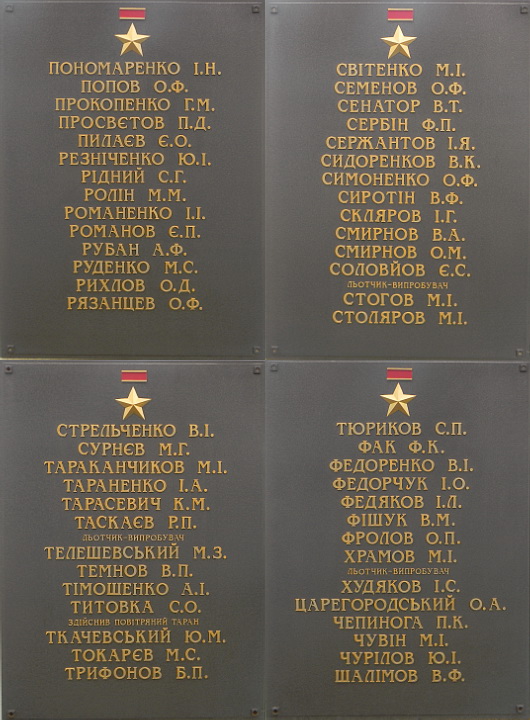 ПОНОМАРЕНКО І.Н.
ПОПОВ О.Ф.
ПРОКОПЕНКО Г.М.
ПРОСВЄТОВ П.Д.
ПИЛАЄВ Є.О.
РЕЗНІЧЕНКО Ю.І.
РІДНИЙ С.Г.
РОЛІН М.М.
РОМАНЕНКО І.І.
РОМАНОВ Є.П.
РУБАН А.Ф.
РУДЕНКО М.С.
РИХЛОВ О.Д.
РЯЗАНЦЕВ О.Ф.
СВІТЕНКО М.І.
СЕМЕНОВ О.Ф.
СЕНАТОР В.Т.
СЕРБІН Ф.П.
СЕРЖАНТОВ І.Я.
СИДОРЕНКОВ В.К.
СИМОНЕНКО О.Ф.
СИРОТІН В.Ф.
СКЛЯРОВ І.Г.
СМИРНОВ В.А.
СМИРНОВ О.М.
СОЛОВЙОВ Є.С.
ЛЬОТЧИК-ВИПРОБУВАЧ
СТОГОВ М.І.
СТОЛЯРОВ М.І.
СТРЕЛЬЧЕНКО В.І.
СУРНЄВ М.Г.
ТАРАКАНЧИКОВ М.І.
ТАРАНЕНКО І.А.
ТАРАСЕВИЧ К.М.
ТАСКАЄВ Р.П.
ЛЬОТЧИК-ВИПРОБУВАЧ
ТЕЛЕШЕВСЬКИЙ М.З.
ТЕМНОВ В.П.
ТІМОШЕНКО А.І.
ТИТОВКА С.О.
ЗДІЙСНИВ ПОВІТРЯНИЙ ТАРАН
ТКАЧЕВСЬКИЙ Ю.М.
ТОКАРЄВ М.С.
ТРИФОНОВ Б.П.
ТЮРИКОВ С.П.
ФАК Ф.К.
ФЕДОРЕНКО В.І.
ФЕДОРЧУК І.О.
ФЕДЯКОВ І.Л.
ФІЩУК В.М.
ФРОЛОВ О.П.
ХРАМОВ М.І.
ЛЬОТЧИК-ВИПРОБУВАЧ
ХУДЯКОВ І.С.
ЦАРЕГОРОДСЬКИЙ О.А.
ЧЕПИНОГА П.К.
ЧУВІН М.І.
ЧУРІЛОВ Ю.І.
ШАЛІМОВ В.Ф.